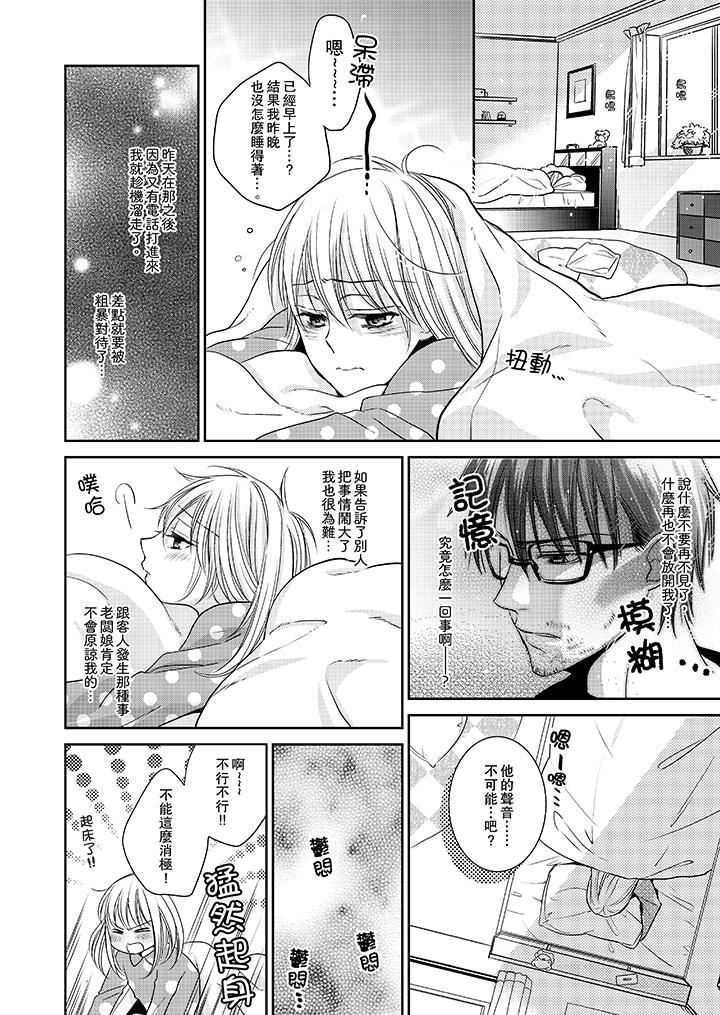 呆滯
嗯~~~…
已經早上了…?
結果我昨晚
也沒怎麼睡得著…。
扭動…
昨天在那之後
因為又有電話打進來
我就趁機溜走了。
差點就要被
粗暴對待了…
說什麼不要再不見了，
什麼再也不會放開我了…
記憶
究竟怎麼一回事啊——?
模糊…
如果告訴了別人
把事情鬧大了
我也很為難…
噗哈
跟客人發生那種事
老闆娘肯定
不會原諒我的…
嗯—嗯……
他的聲音……
不可能…吧?
鬱悶
鬱悶…
啊~~
不行不行!!
不能這麼消極!
起床了!!
猛然起身